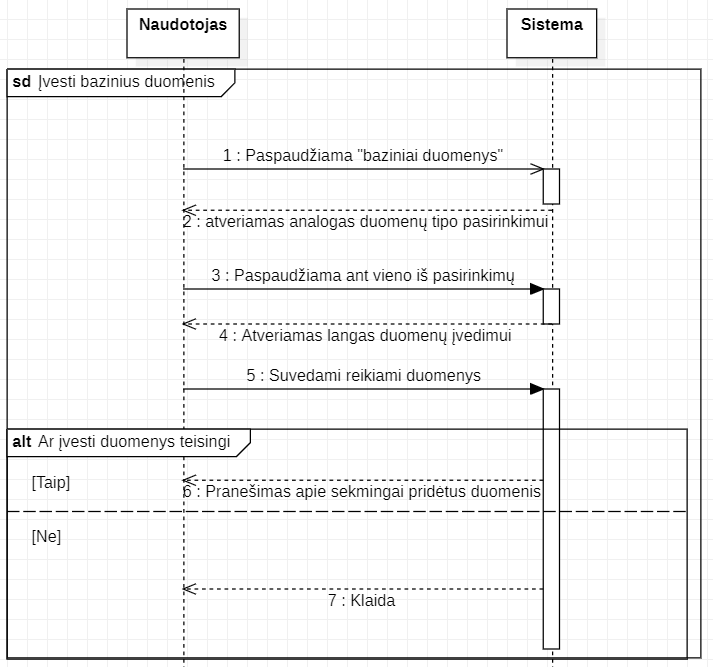 Naudotojas
Sistema
sd Įvesti bazinius duomenis
1 : Paspaudžiama "baziniai duomenys"
2 : atveriamas analogas duomenų tipo pasirinkimui
3 : Paspaudžiama ant vieno iš pasirinkimų
4 : Atveriamas langas duomenų įvedimui
5 : Suvedami reikiami duomenys
alt Ar įvesti duomenys teisingi
[Taip]
6 : Pranešimas apie sekmingai pridėtus duomenis
[Ne]
7 : Klaida